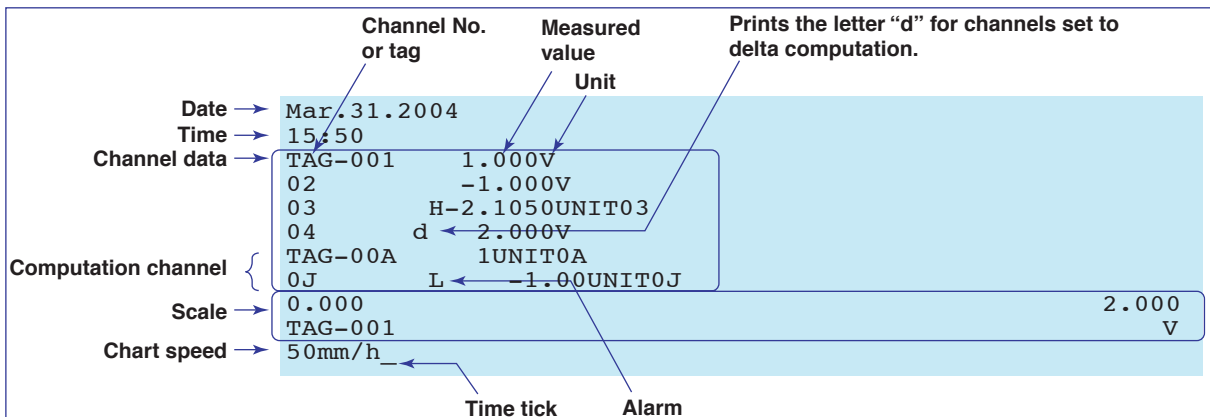 Channel No. or tag
Measured value
Unit
Prints the letter “d” for channels set to delta computation.
Date Mar.31.2004
Time 15:50
Channel data TAG-001 1.000V
02 -1.000V
03 H-2.1050UNIT03
04 d 2.000V
Computation channel
TAG-00A 1UNIT0A
0J L -1.00UNIT0J
Scale 0.000 2.000
TAG-001 V
Chart speed 50mm/h_
Time tick Alarm